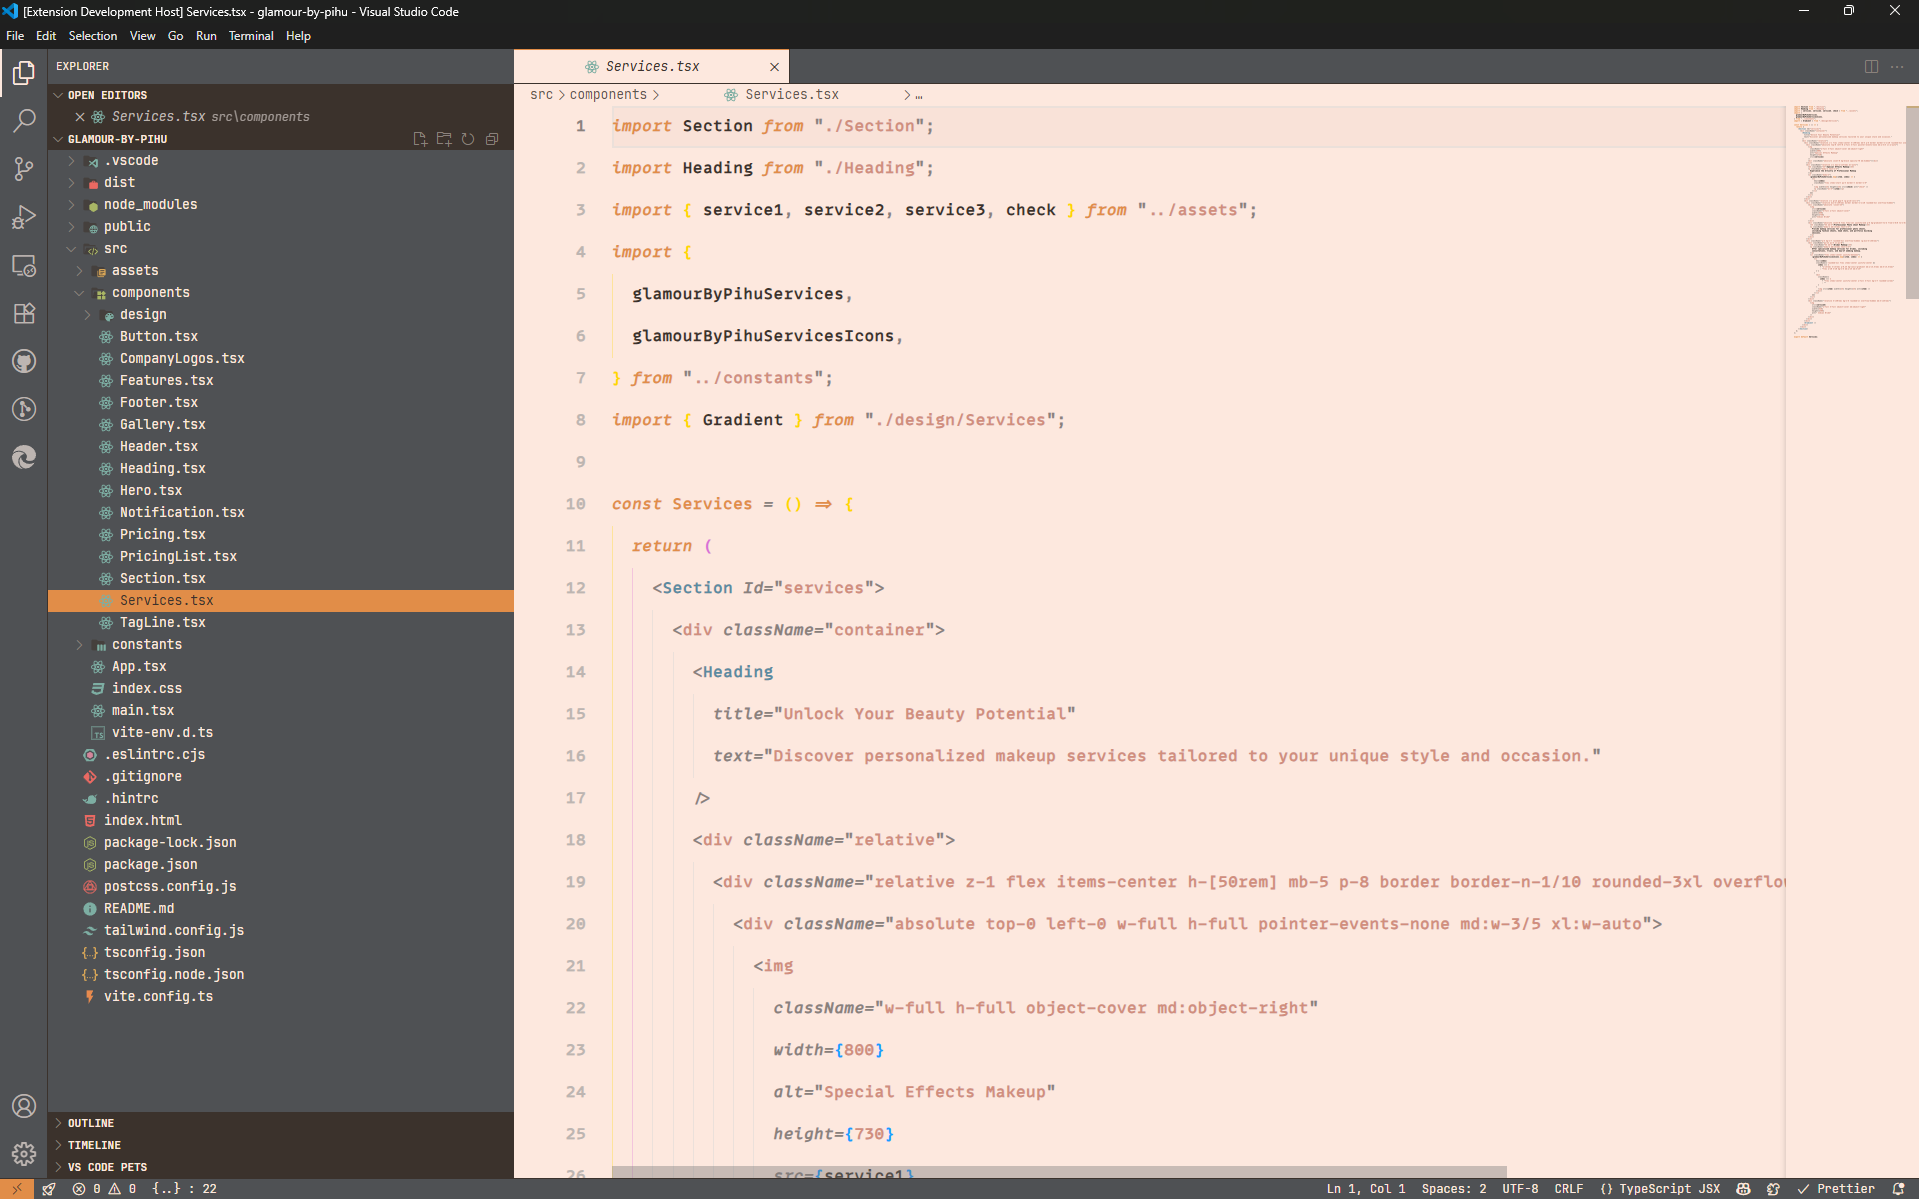 [Extension Development Host] Services.tsx - glamour-by-pihu - Visual Studio Code
File Edit Selection View Go Run Terminal Help
EXPLORER
OPEN EDITORS
Services.tsx src\components
GLAMOUR-BY-PIHU
.vscode
dist
node_modules
public
src
assets
components
design
Button.tsx
CompanyLogos.tsx
Features.tsx
Footer.tsx
Gallery.tsx
Header.tsx
Heading.tsx
Hero.tsx
Notification.tsx
Pricing.tsx
PricingList.tsx
Section.tsx
Services.tsx
TagLine.tsx
constants
App.tsx
index.css
main.tsx
vite-env.d.ts
.eslintrc.cjs
.gitignore
.hintrc
index.html
package-lock.json
package.json
postcss.config.js
README.md
tailwind.config.js
tsconfig.json
tsconfig.node.json
vite.config.ts
OUTLINE
TIMELINE
VS CODE PETS
Services.tsx
src > components > Services.tsx > …
1 import Section from "./Section";
2 import Heading from "./Heading";
3 import { service1, service2, service3, check } from "../assets";
4 import {
5 glamourByPihuServices,
6 glamourByPihuServicesIcons,
7 } from "../constants";
8 import { Gradient } from "./design/Services";
9
10 const Services = () => {
11 return (
12 <Section Id="services">
13 <div className="container">
14 <Heading
15 title="Unlock Your Beauty Potential"
16 text="Discover personalized makeup services tailored to your unique style and occasion."
17 />
18 <div className="relative">
19 <div className="relative z-1 flex items-center h-[50rem] mb-5 p-8 border border-n-1/10 rounded-3xl overflow
20 <div className="absolute top-0 left-0 w-full h-full pointer-events-none md:w-3/5 xl:w-auto">
21 <img
22 className="w-full h-full object-cover md:object-right"
23 width={800}
24 alt="Special Effects Makeup"
25 height={730}
26 src={service1}
0 0 {..} : 22
Ln 1, Col 1 Spaces: 2 UTF-8 CRLF {} TypeScript JSX Prettier